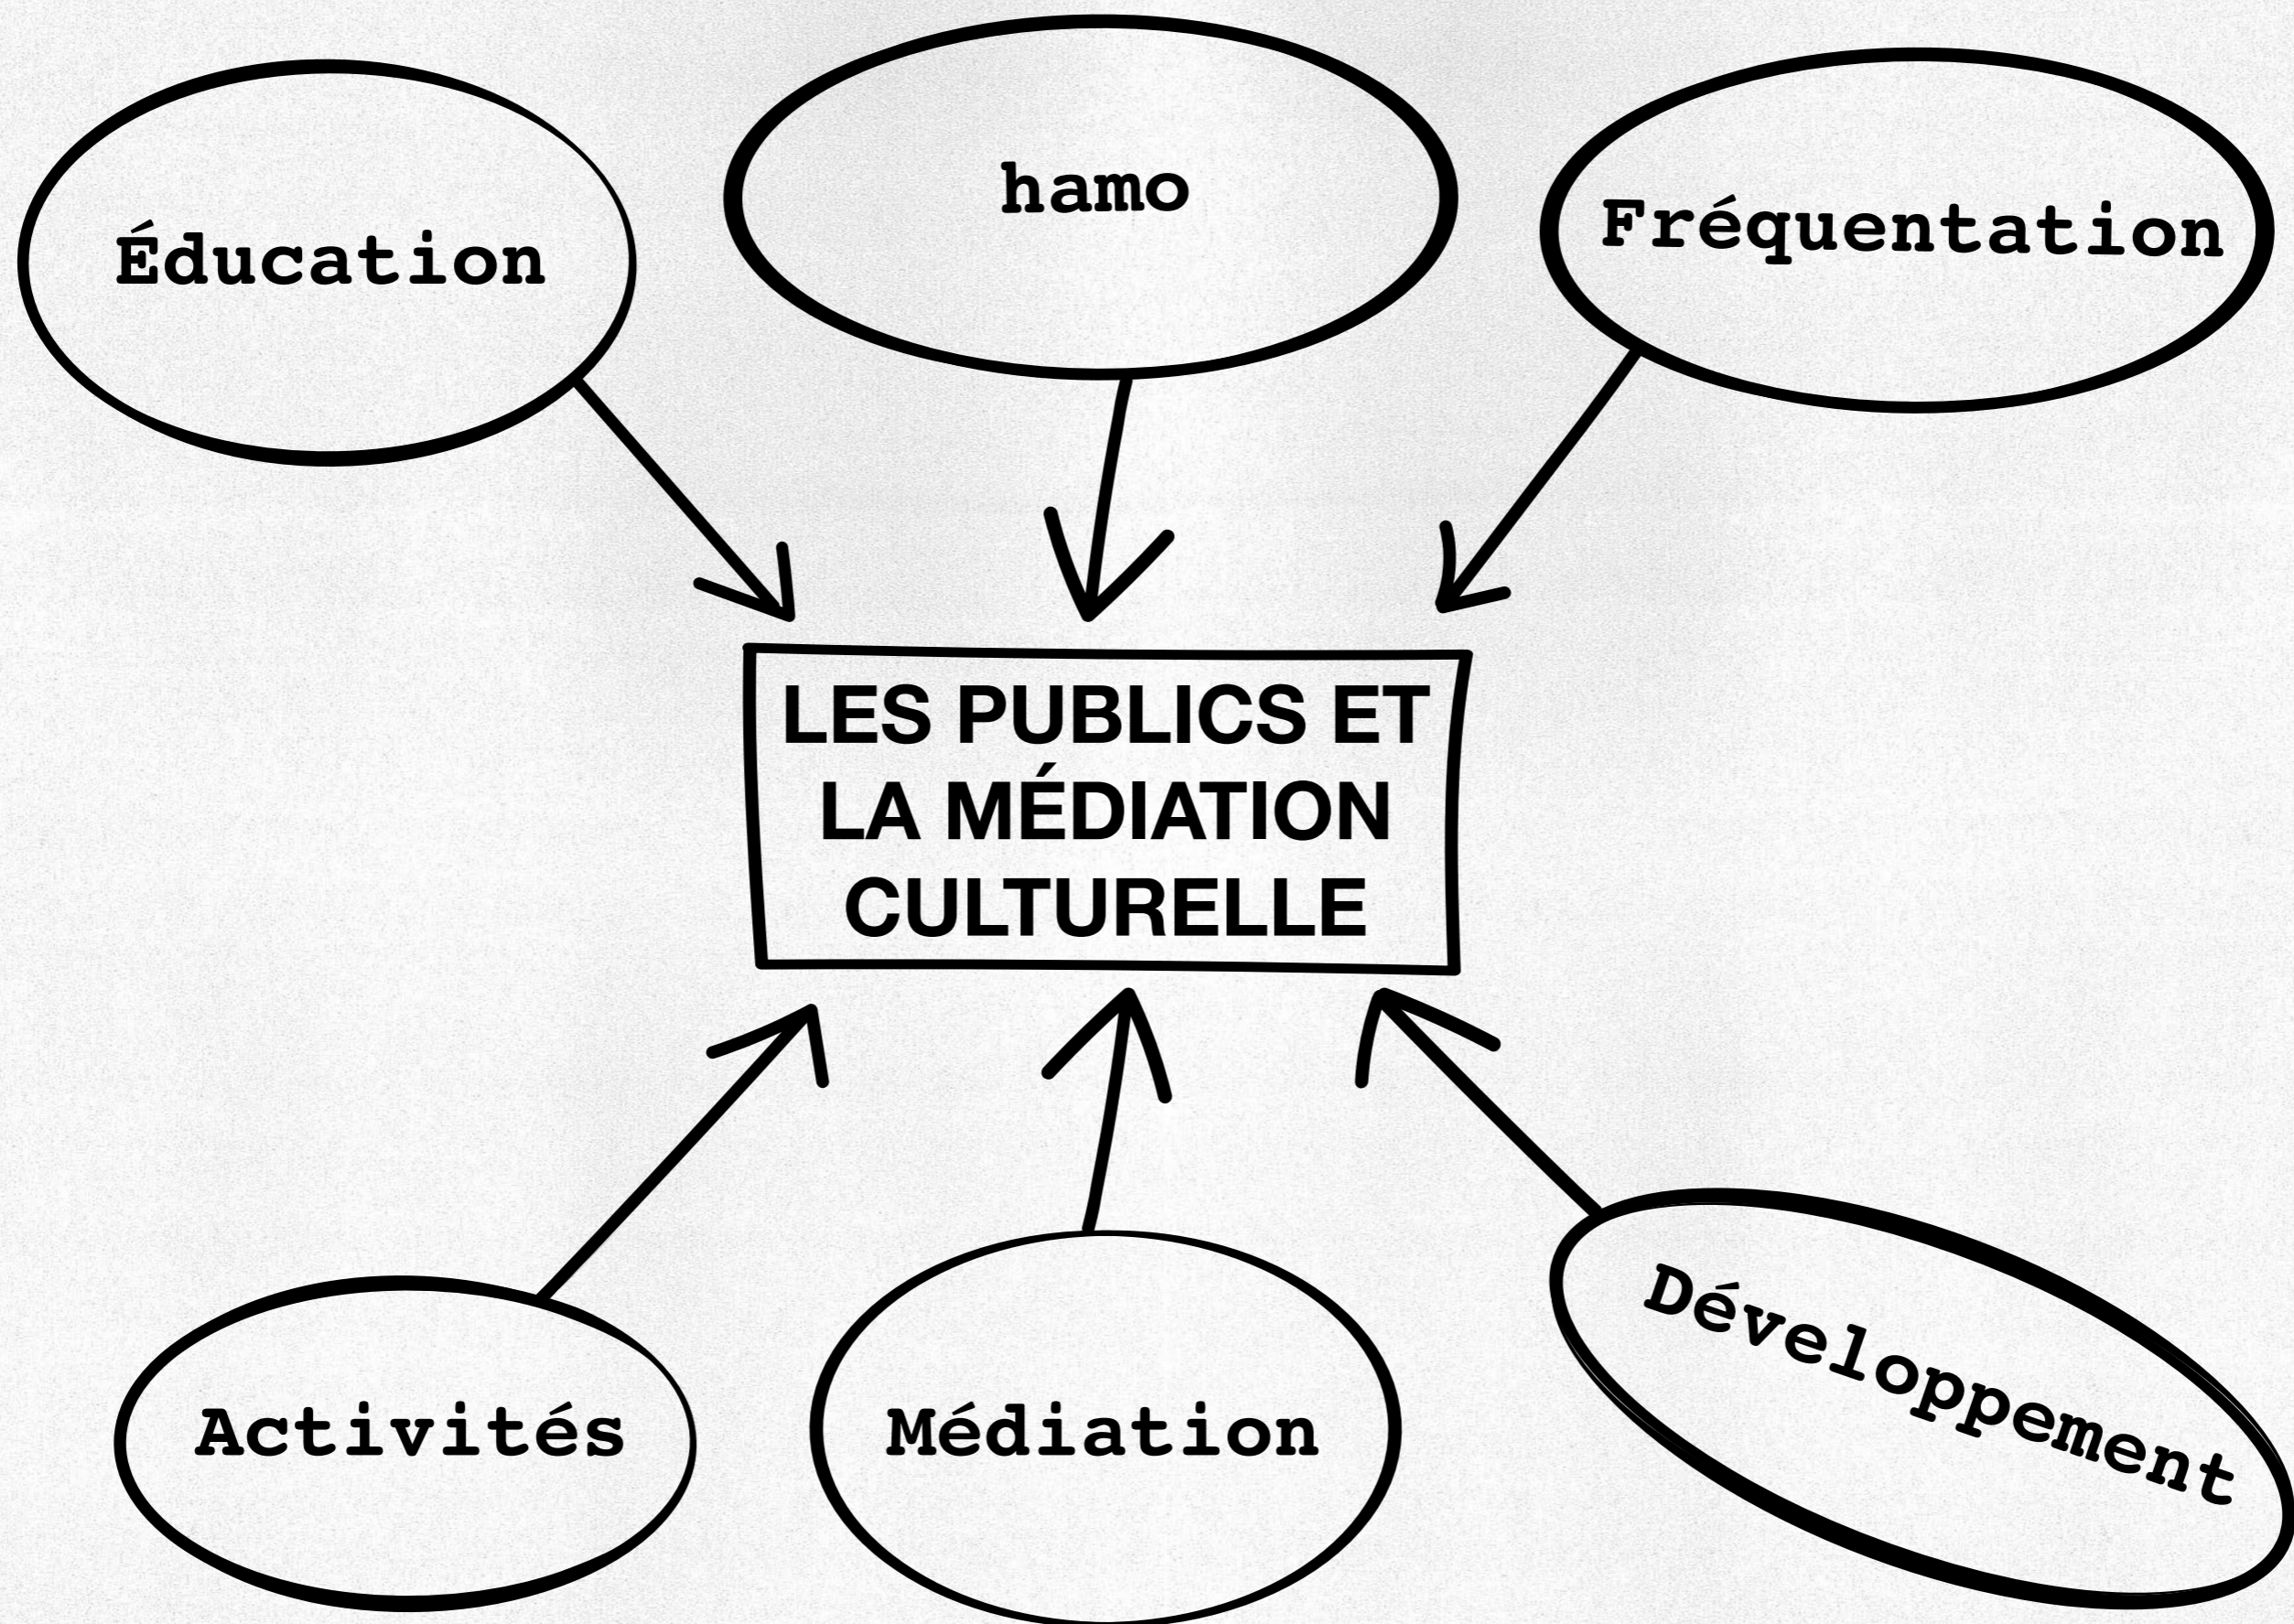 Éducation
hamo
Fréquentation
LES PUBLICS ET
LA MÉDIATION
CULTURELLE
Activités
Médiation
Développement